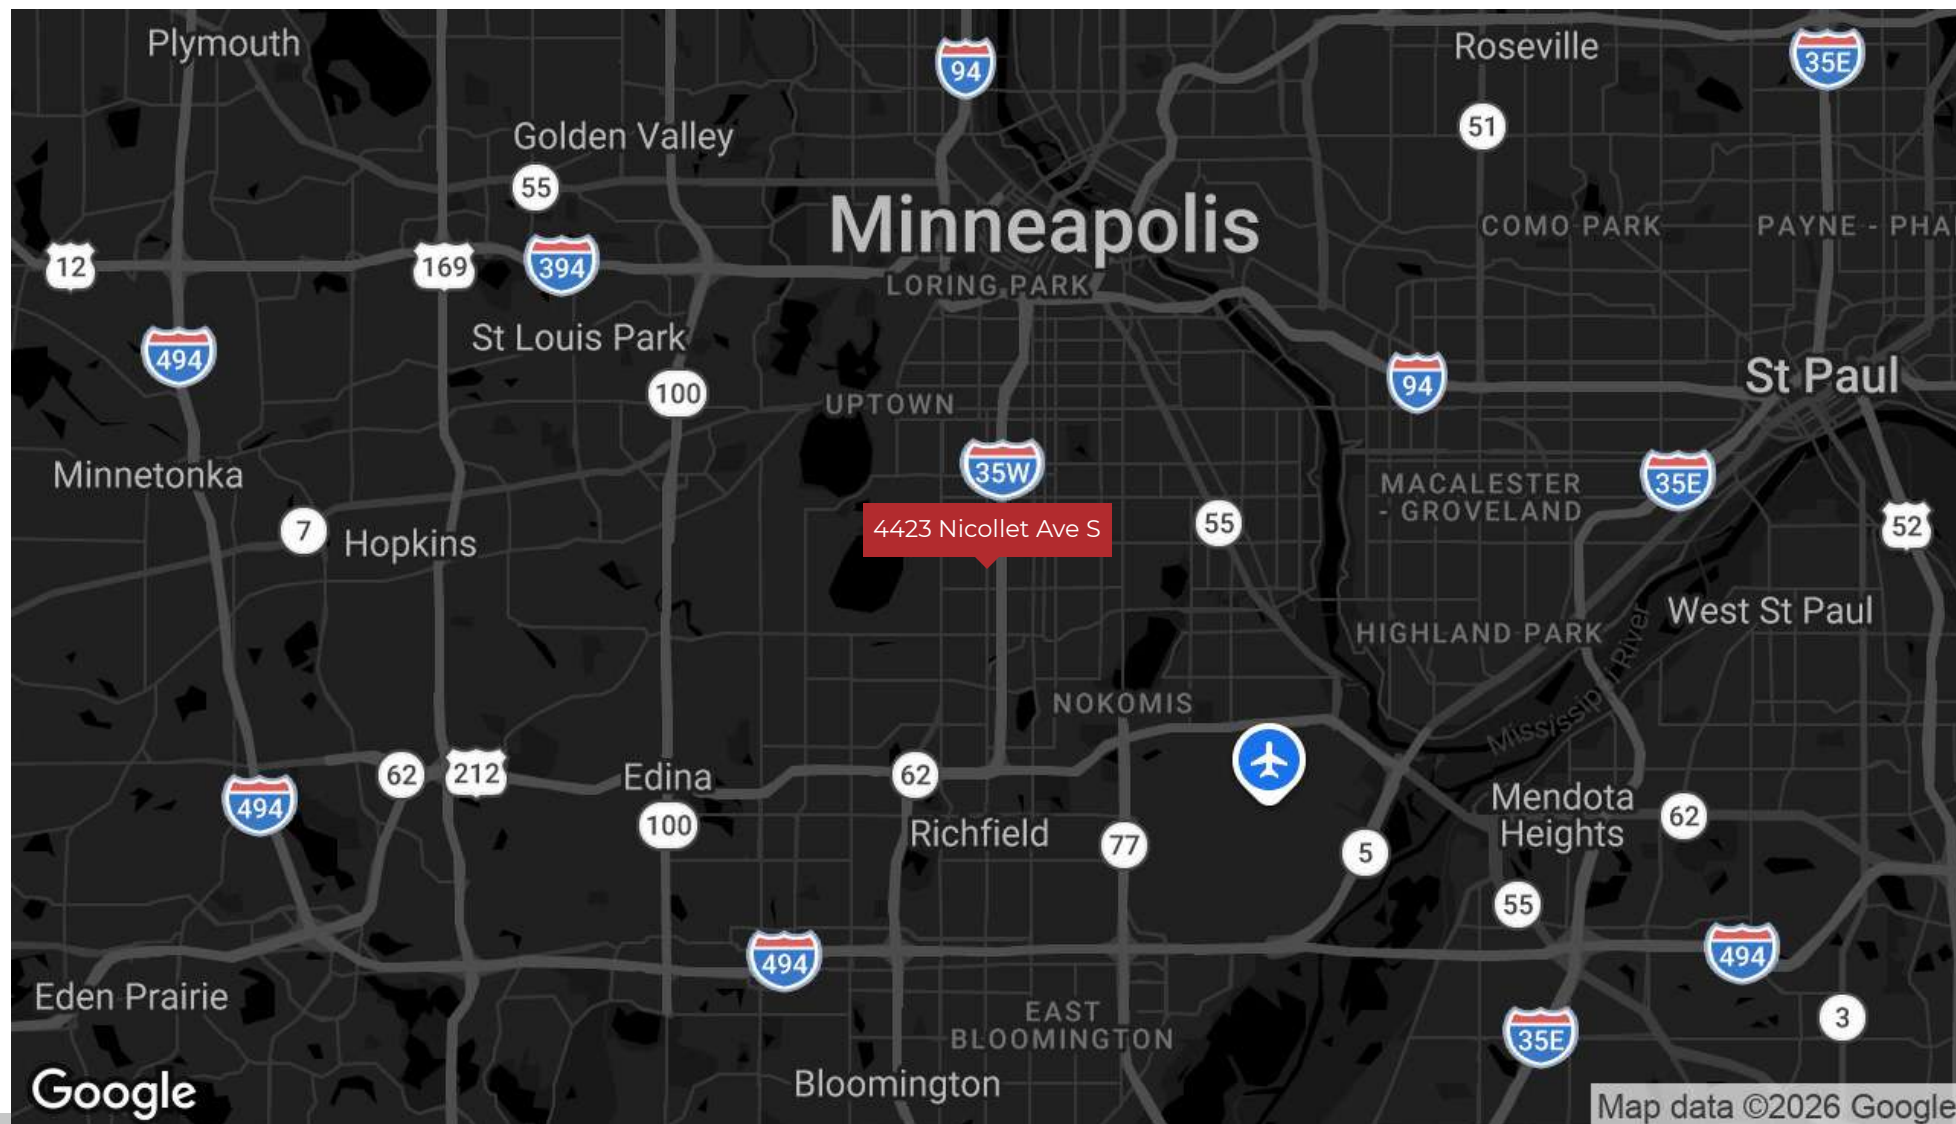 Plymouth
94
Roseville
35E
51
Golden Valley
55
Minneapolis
COMO PARK
PAYNE - PHA
12
169
394
LORING PARK
St Louis Park
494
94
St Paul
100
UPTOWN
35W
Minnetonka
MACALESTER
- GROVELAND
35E
7
Hopkins
4423 Nicollet Ave S
55
52
West St Paul
HIGHLAND PARK
Mississippi River
NOKOMIS
62
212
Edina
62
494
100
Richfield
77
5
Mendota
Heights
62
55
494
494
Eden Prairie
EAST
BLOOMINGTON
35E
3
Bloomington
Google
Map data ©2026 Google